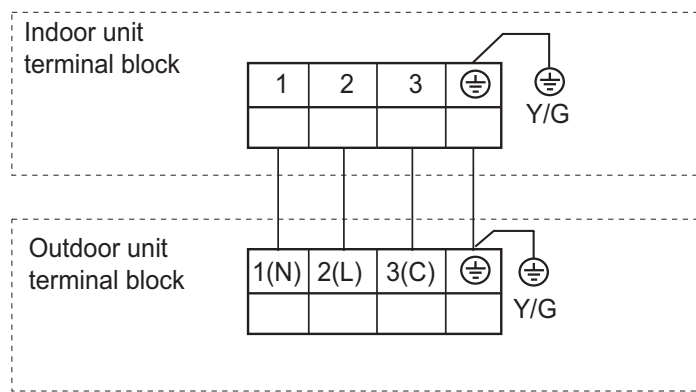 Indoor unit
terminal block
1 2 3
Y/G
Outdoor unit
terminal block
1(N) 2(L) 3(C)
Y/G